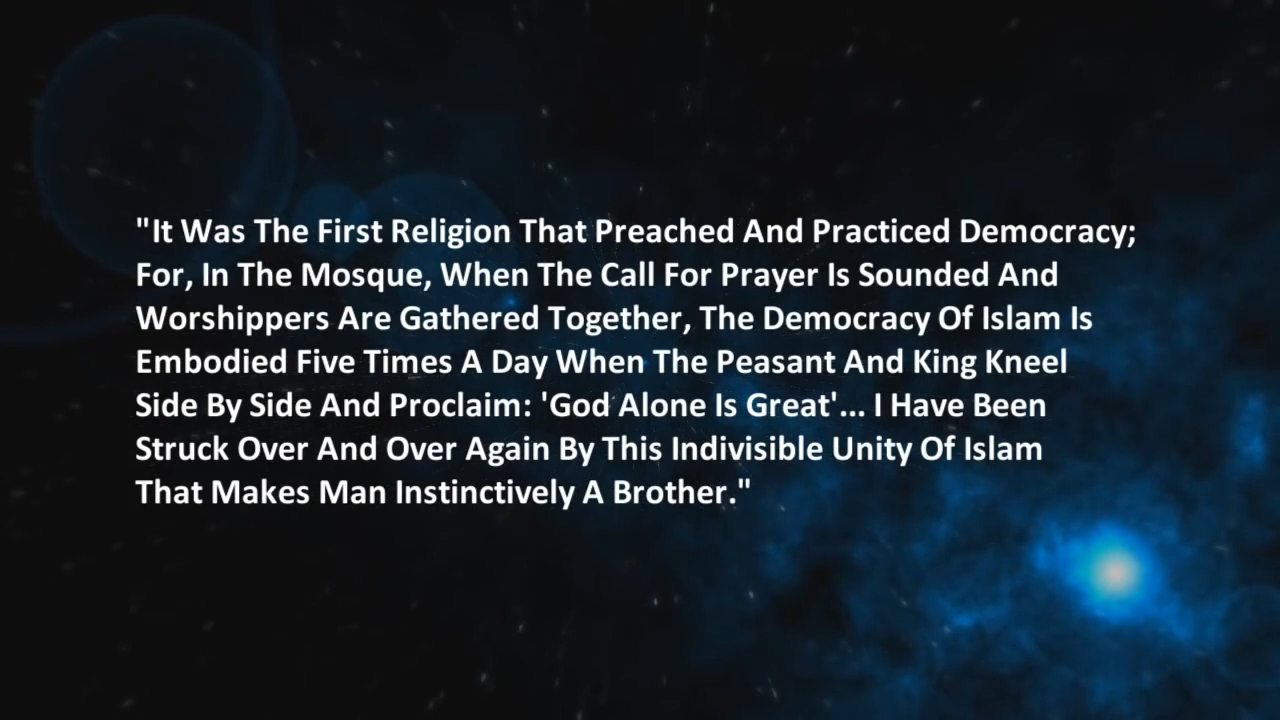 "It Was The First Religion That Preached And Practiced Democracy;
For, In The Mosque, When The Call For Prayer Is Sounded And
Worshippers Are Gathered Together, The Democracy Of Islam Is
Embodied Five Times A Day When The Peasant And King Kneel
Side By Side And Proclaim: 'God Alone Is Great'... I Have Been
Struck Over And Over Again By This Indivisible Unity Of Islam
That Makes Man Instinctively A Brother."